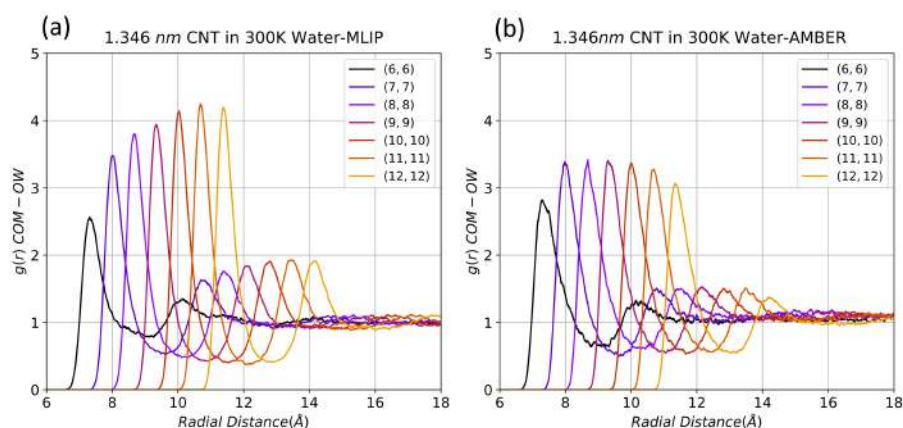 (a)
1.346 nm CNT in 300K Water-MLIP
g(r) COM − OW
5
4
3
2
1
0
(6, 6)
(7, 7)
(8, 8)
(9, 9)
(10, 10)
(11, 11)
(12, 12)
6 8 10 12 14 16 18
Radial Distance(Å)
(b)
1.346nm CNT in 300K Water-AMBER
g(r) COM − OW
5
4
3
2
1
0
(6, 6)
(7, 7)
(8, 8)
(9, 9)
(10, 10)
(11, 11)
(12, 12)
6 8 10 12 14 16 18
Radial Distance(Å)